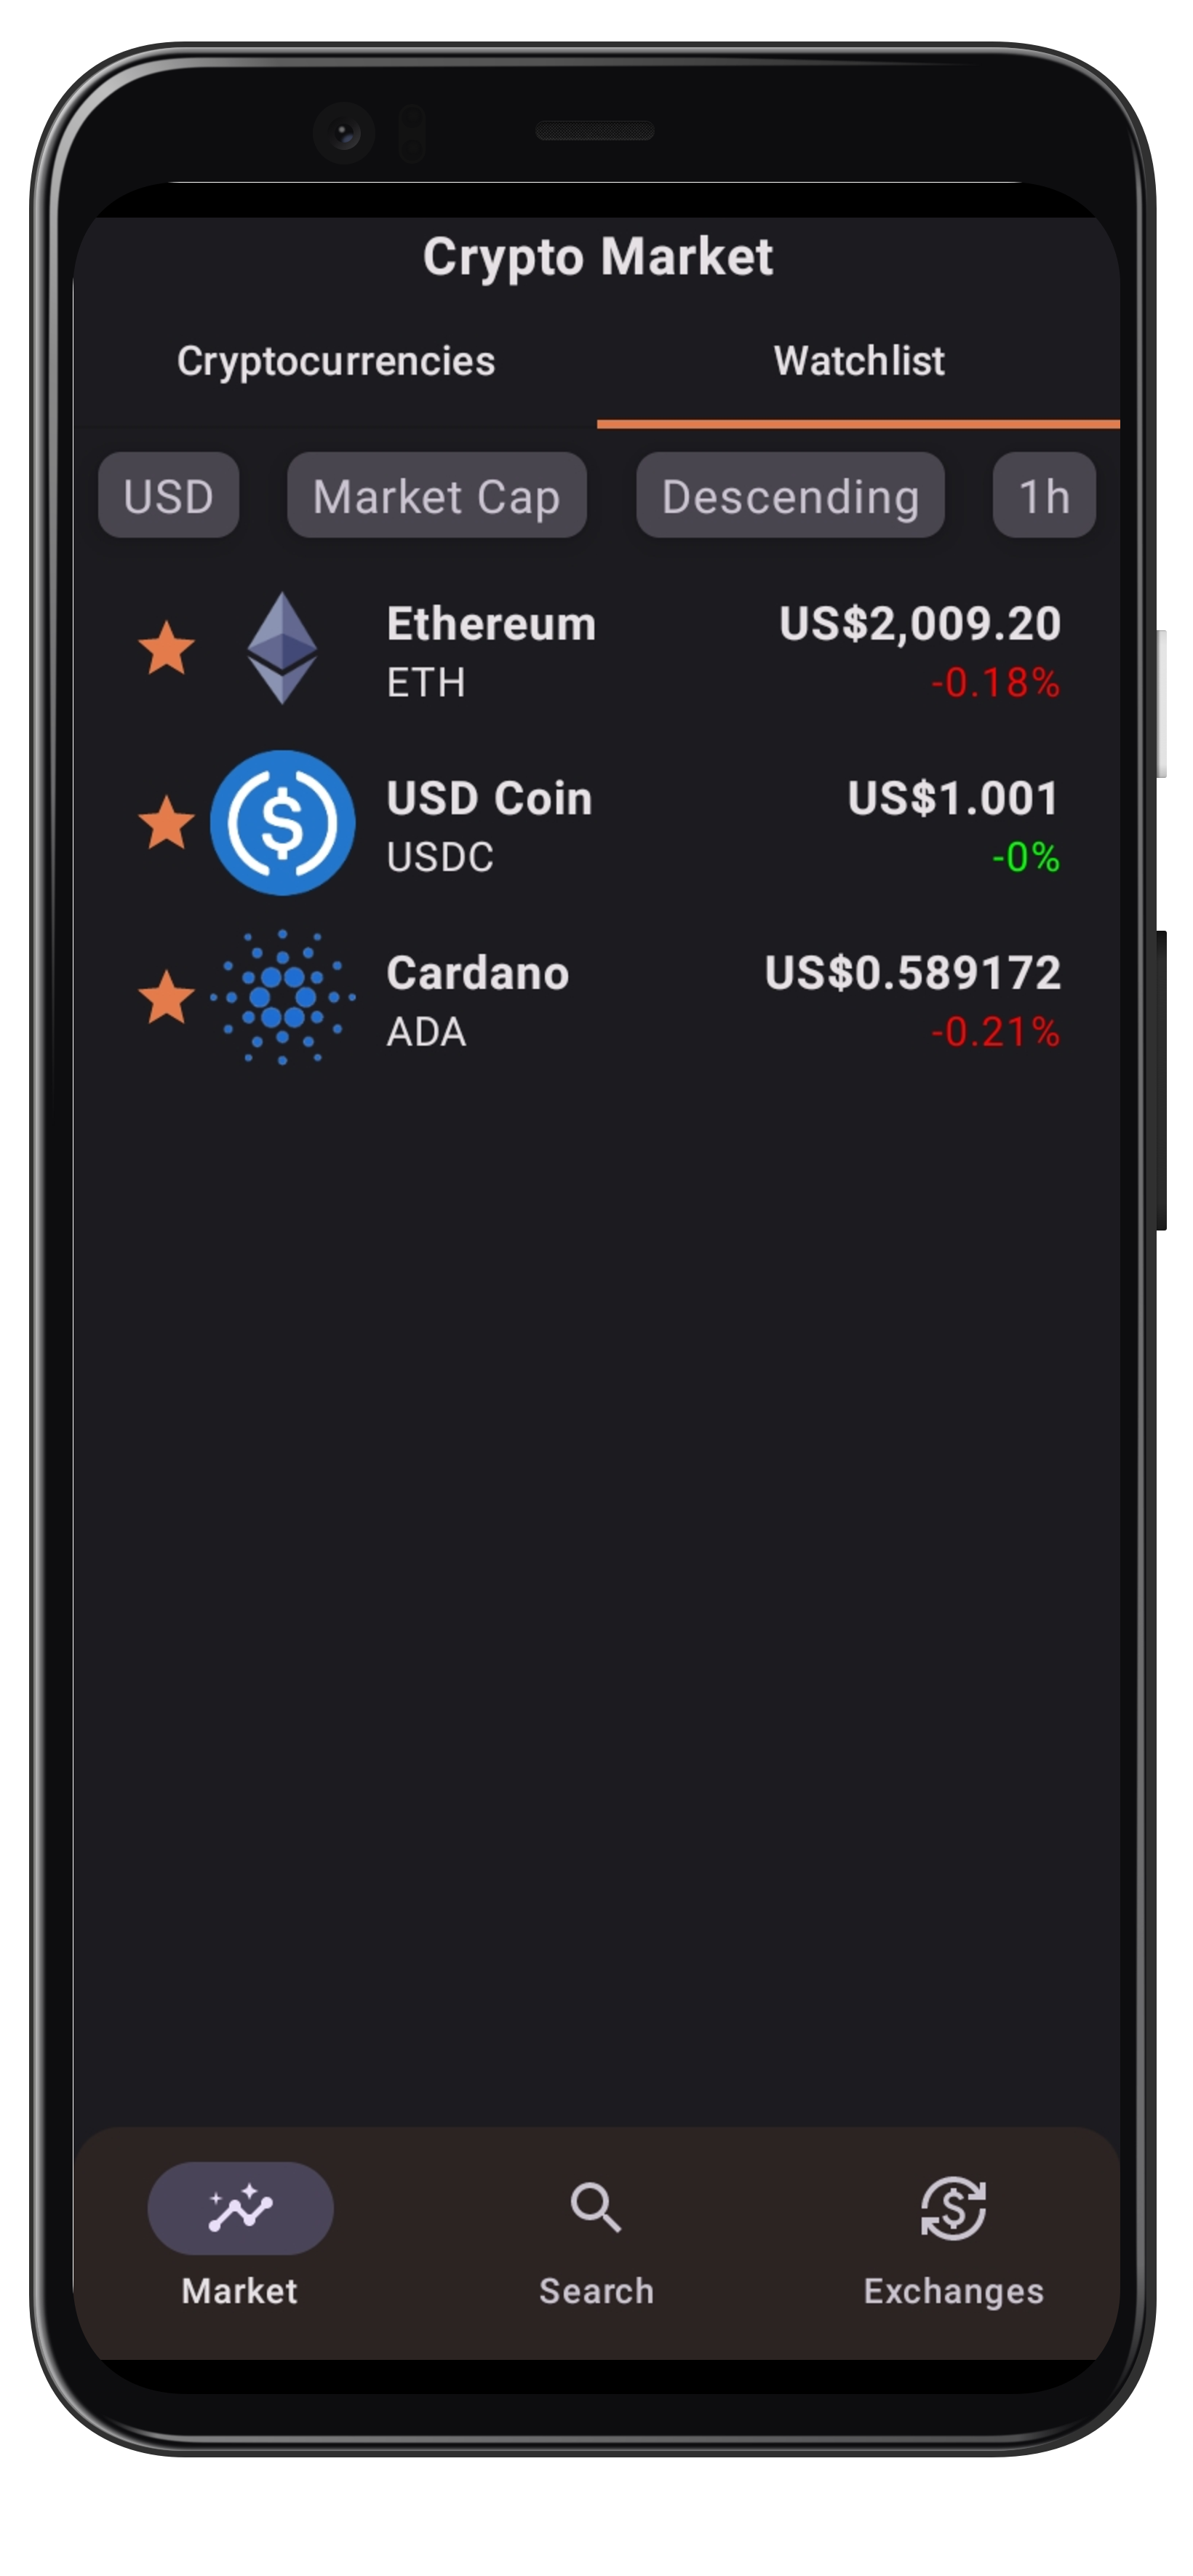 Crypto Market
Cryptocurrencies Watchlist
USD Market Cap Descending 1h
Ethereum US$2,009.20
ETH -0.18%
USD Coin US$1.001
USDC -0%
Cardano US$0.589172
ADA -0.21%
Market Search Exchanges